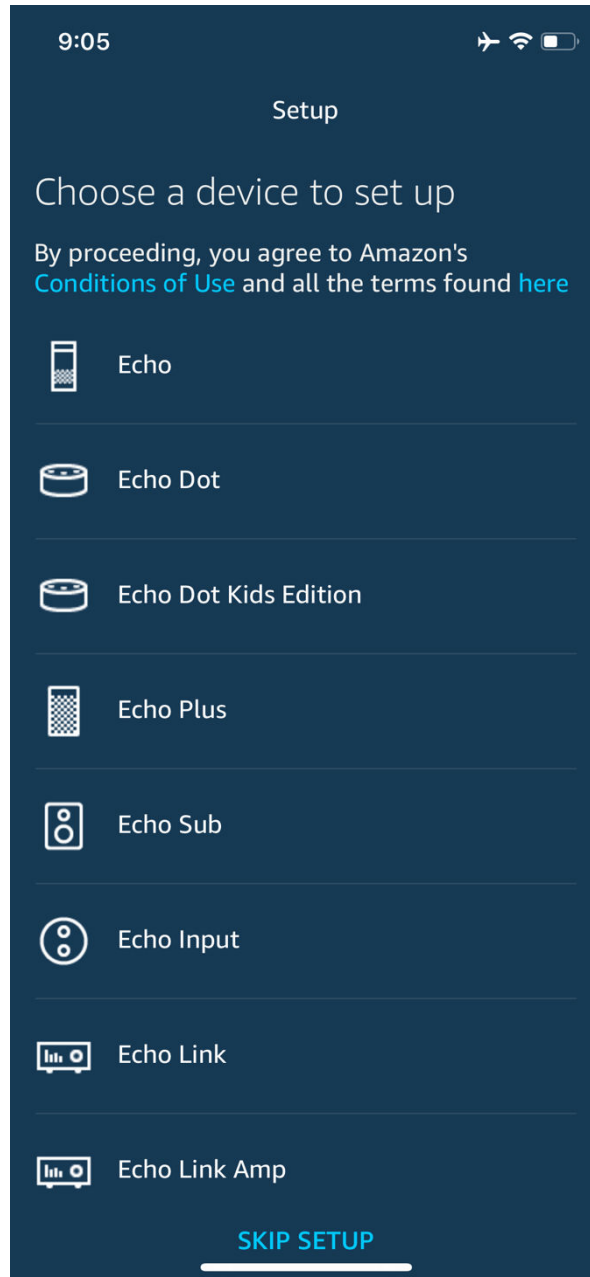 9:05
Setup
Choose a device to set up
By proceeding, you agree to Amazon's
Conditions of Use and all the terms found here
Echo
Echo Dot
Echo Dot Kids Edition
Echo Plus
Echo Sub
Echo Input
Echo Link
Echo Link Amp
SKIP SETUP